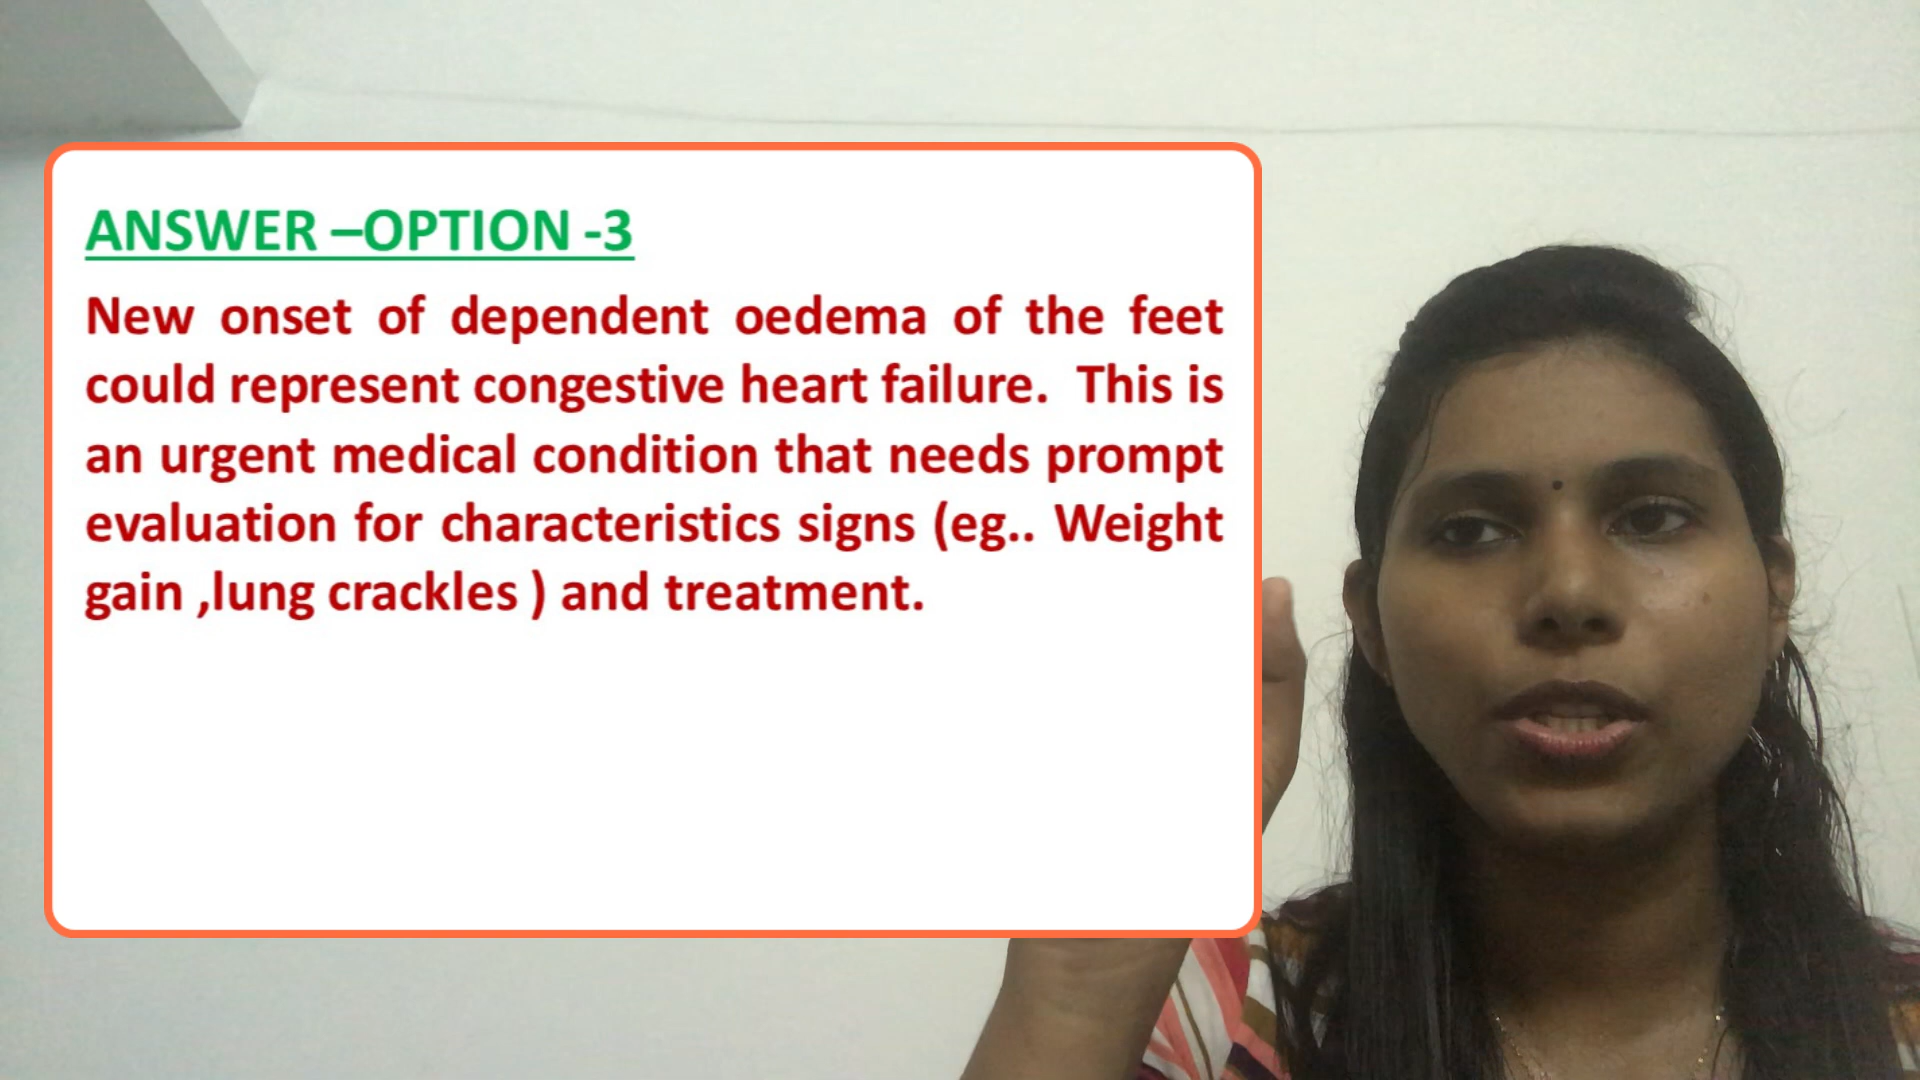 ANSWER –OPTION -3
New onset of dependent oedema of the feet
could represent congestive heart failure. This is
an urgent medical condition that needs prompt
evaluation for characteristics signs (eg.. Weight
gain ,lung crackles ) and treatment.